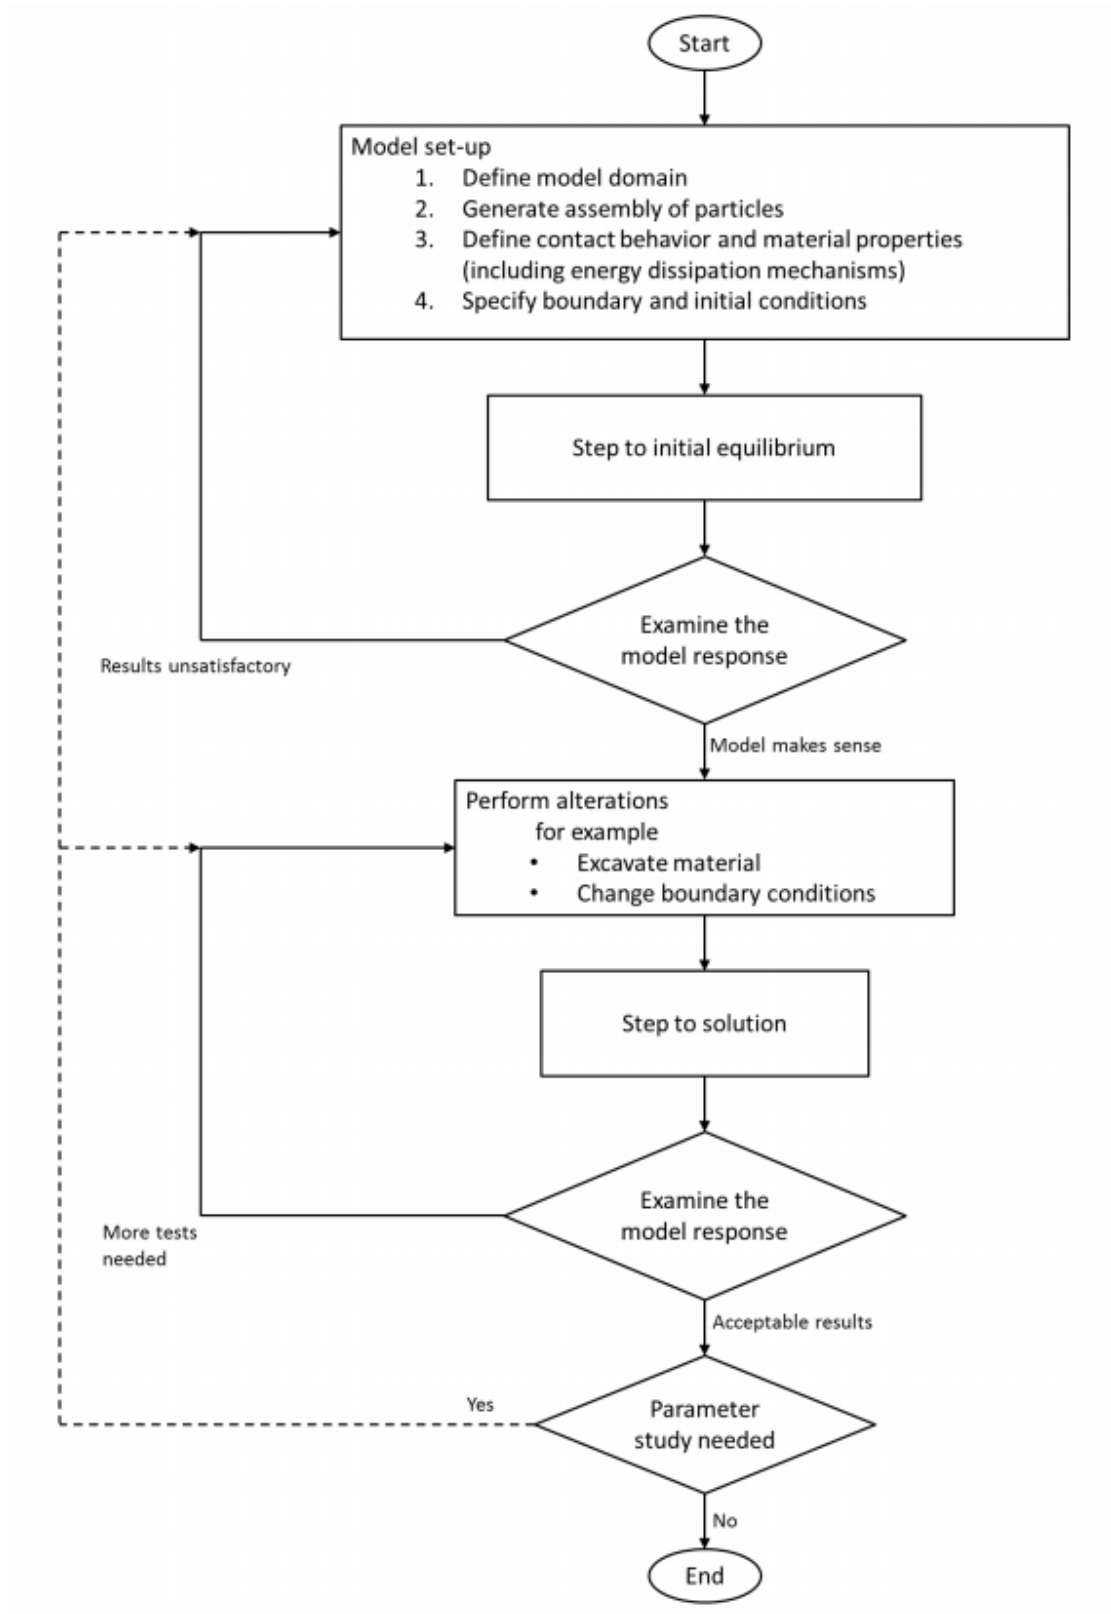 Start
Model set-up
1. Define model domain
2. Generate assembly of particles
3. Define contact behavior and material properties
(including energy dissipation mechanisms)
4. Specify boundary and initial conditions
Step to initial equilibrium
Examine the
model response
Results unsatisfactory
Model makes sense
Perform alterations
for example
• Excavate material
• Change boundary conditions
Step to solution
Examine the
model response
More tests
needed
Acceptable results
Yes
Parameter
study needed
No
End